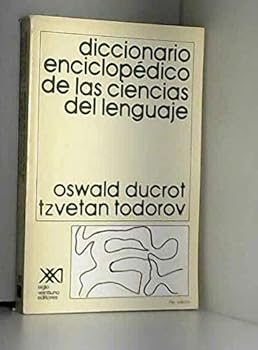 diccionario
enciclopédico
de las ciencias
del lenguaje
oswald ducrot
tzvetan todorov
siglo
veintiuno
editores